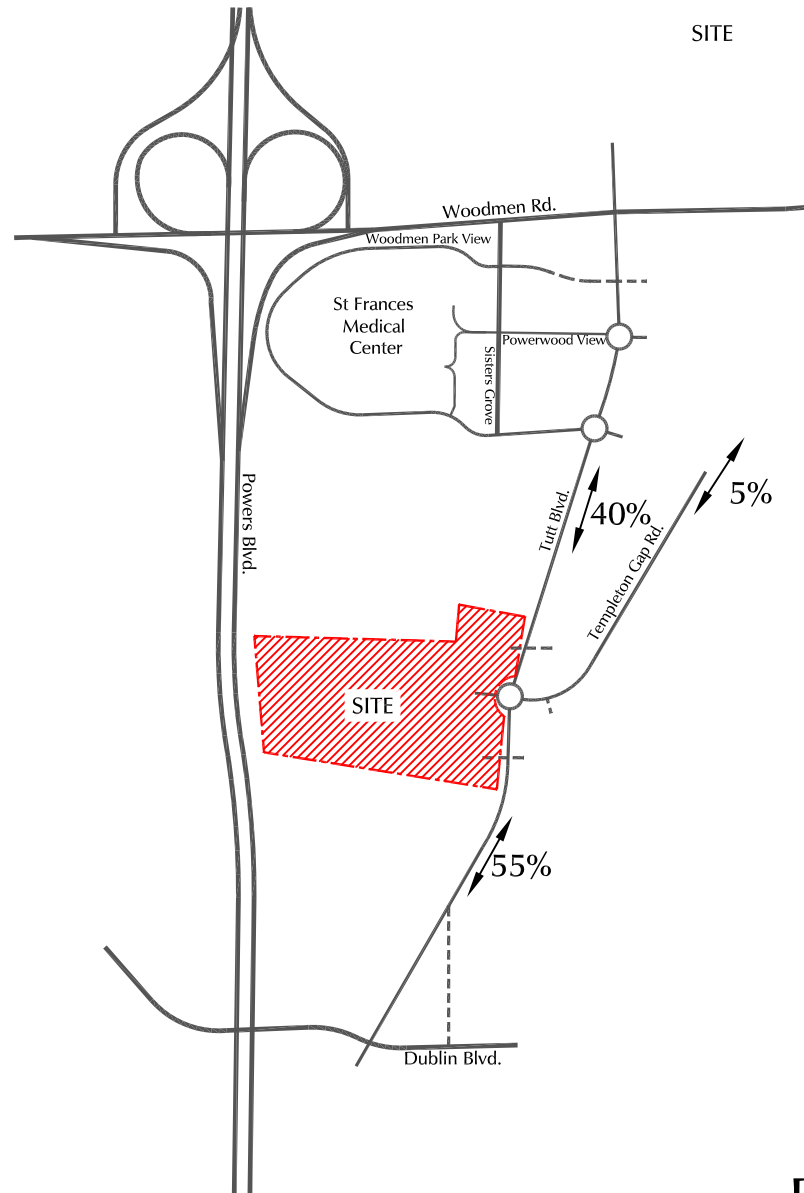 SITE
Woodmen Rd.
Woodmen Park View
St Frances
Medical
Center
Powerwood View
Sisters Grove
Powers Blvd.
Tutt Blvd.
40%
5%
Templeton Gap Rd.
SITE
55%
Dublin Blvd.